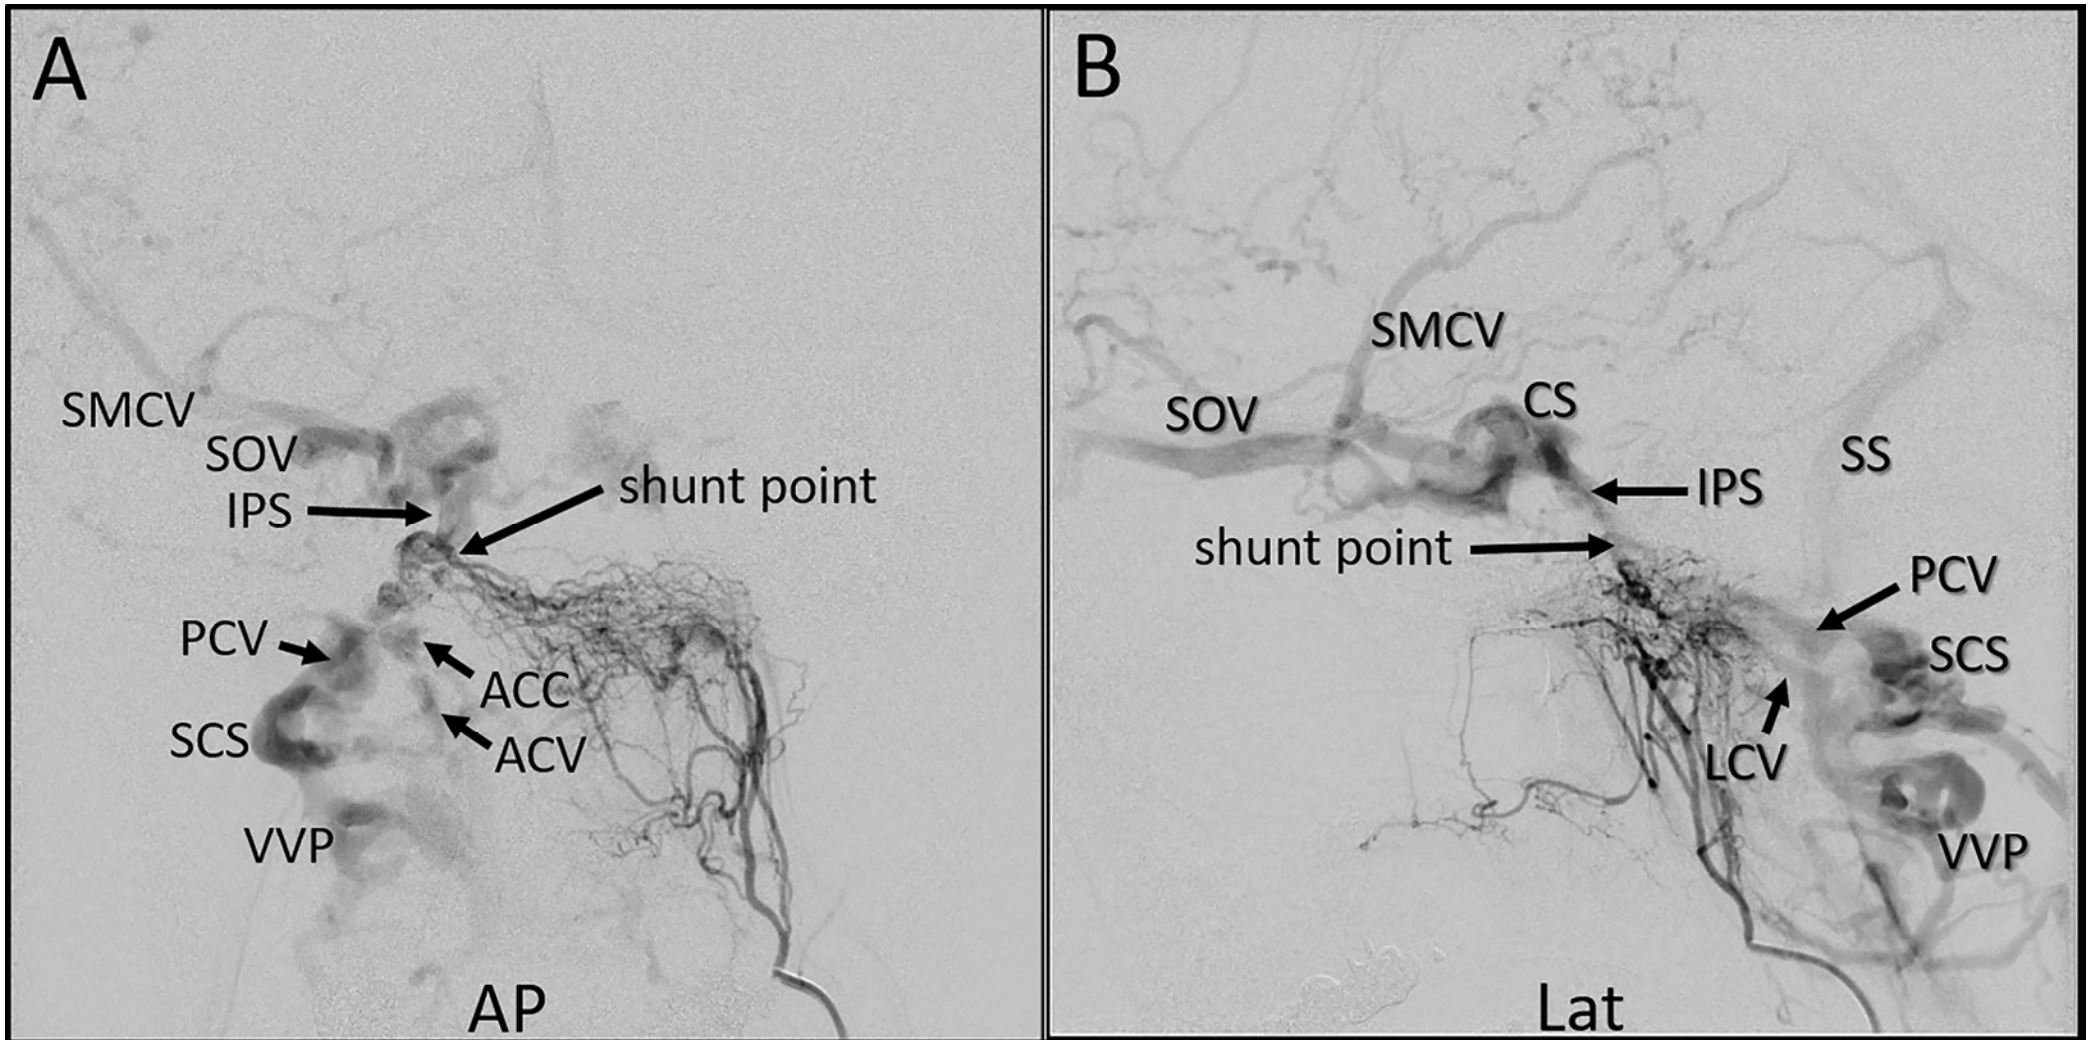 A
SMCV
SOV
IPS
shunt point
PCV
ACC
SCS
ACV
VVP
AP
B
SMCV
CS
SOV
SS
IPS
shunt point
PCV
SCS
LCV
VVP
Lat